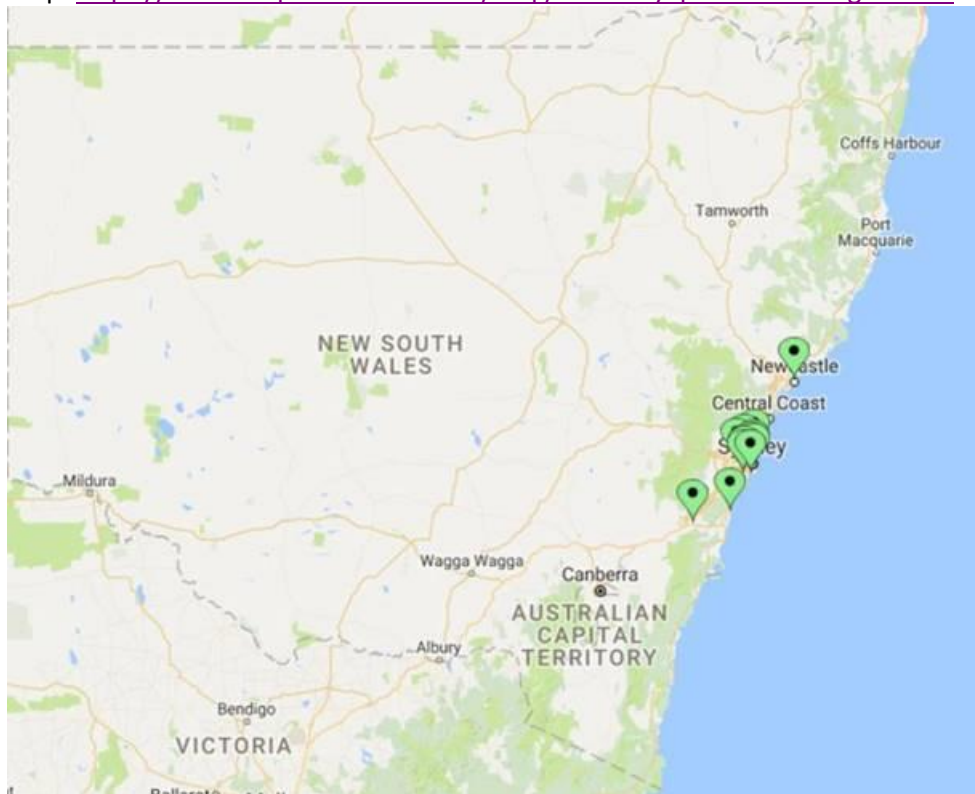 Coffs Harbour
Tamworth
Port
Macquarie
NEW SOUTH
WALES
Newcastle
Central Coast
Mildura
Wagga Wagga
Canberra
AUSTRALIAN
CAPITAL
TERRITORY
Albury
Bendigo
VICTORIA